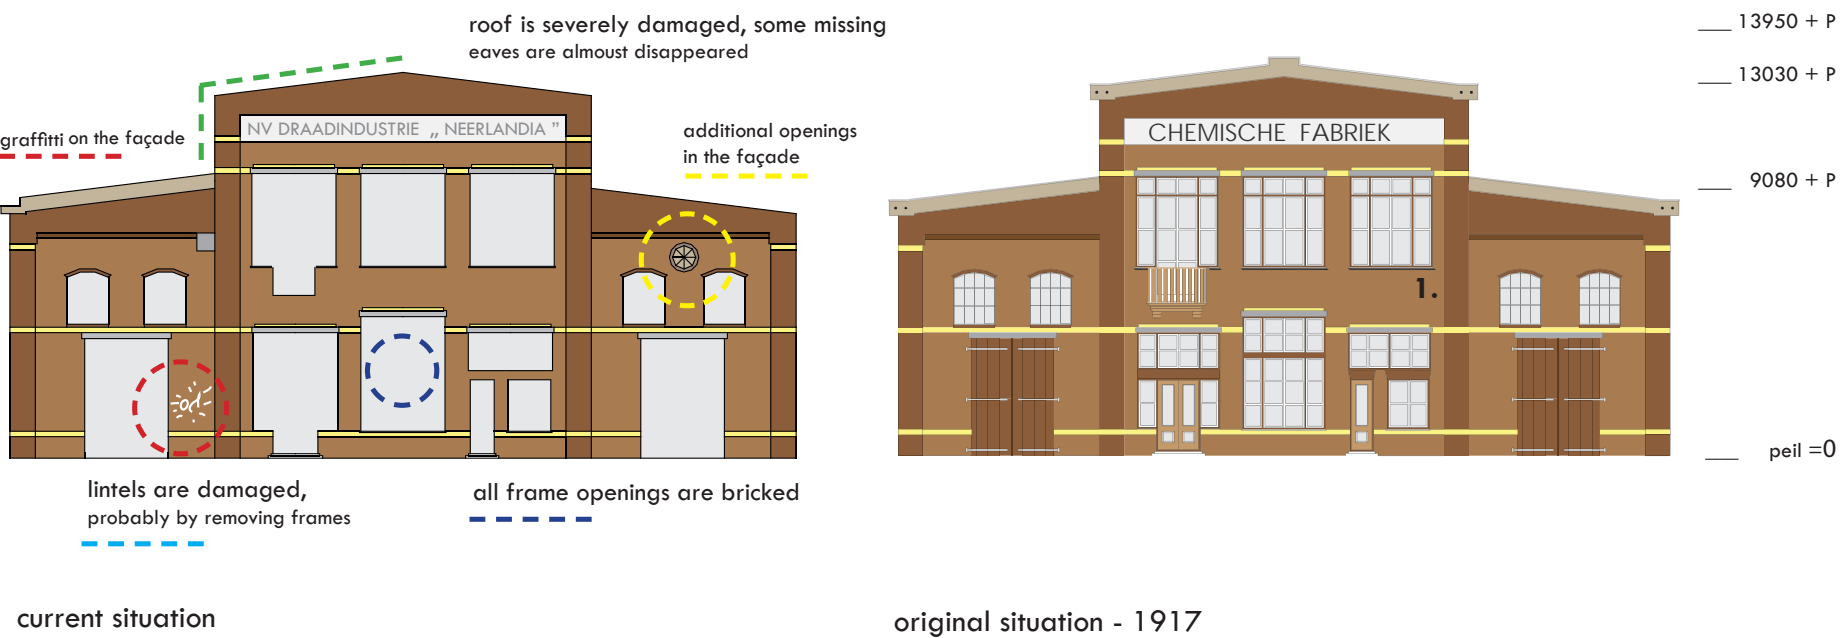 roof is severely damaged, some missing
eaves are almoust disappeared
graffitti on the façade
NV DRAADINDUSTRIE „ NEERLANDIA ”
additional openings
in the façade
lintels are damaged,
probably by removing frames
all frame openings are bricked
current situation
CHEMISCHE FABRIEK
1.
original situation - 1917
13950 + P
13030 + P
9080 + P
peil =0